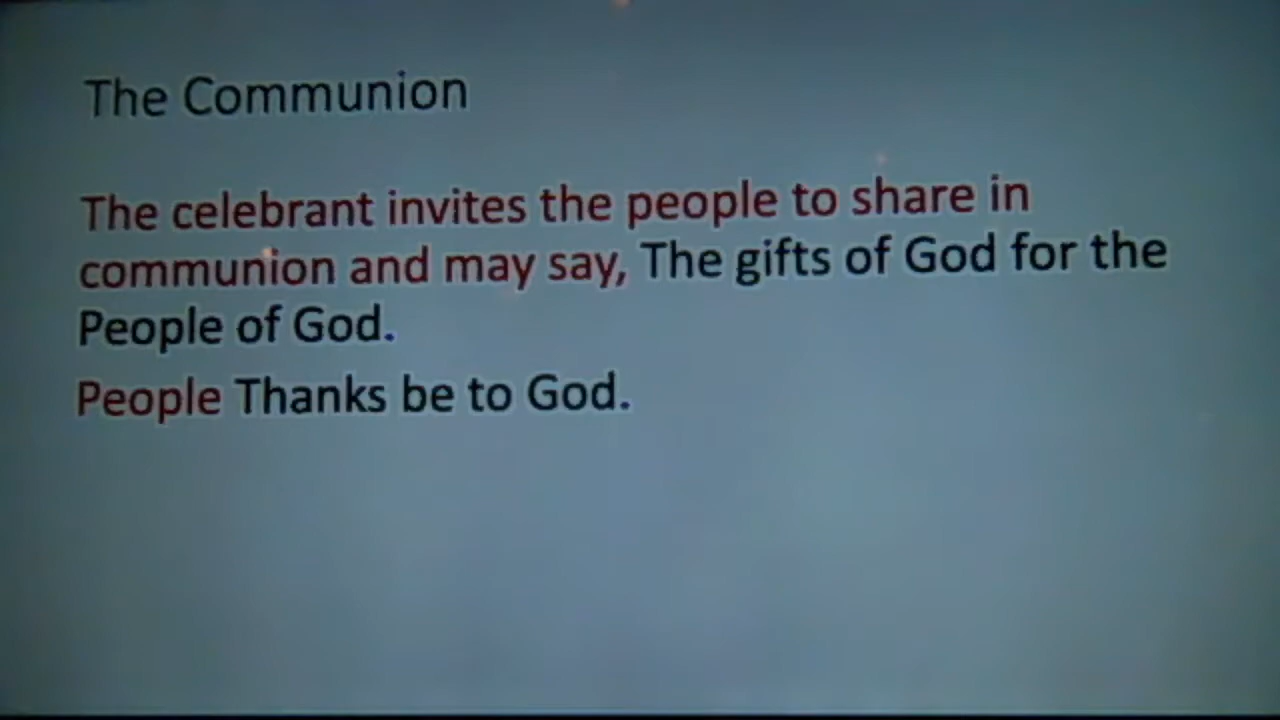 The Communion
The celebrant invites the people to share in
communion and may say, The gifts of God for the
People of God.
People Thanks be to God.